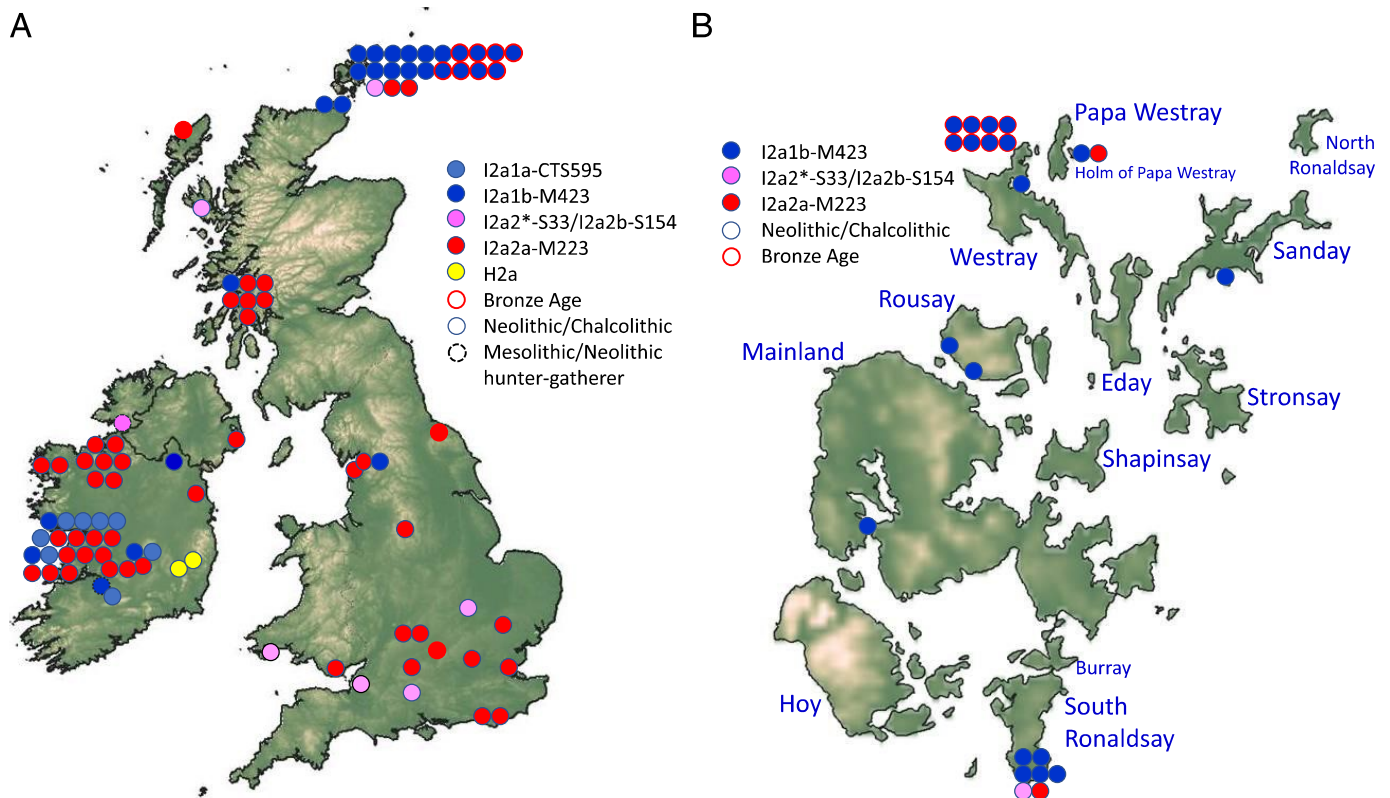 A
I2a1a-CTS595
I2a1b-M423
I2a2*-S33/I2a2b-S154
I2a2a-M223
H2a
Bronze Age
Neolithic/Chalcolithic
Mesolithic/Neolithic
hunter-gatherer
B
I2a1b-M423
I2a2*-S33/I2a2b-S154
I2a2a-M223
Neolithic/Chalcolithic
Bronze Age
Papa Westray
Holm of Papa Westray
North
Ronaldsay
Westray
Sanday
Rousay
Mainland
Eday
Stronsay
Shapinsay
Burray
Hoy
South
Ronaldsay